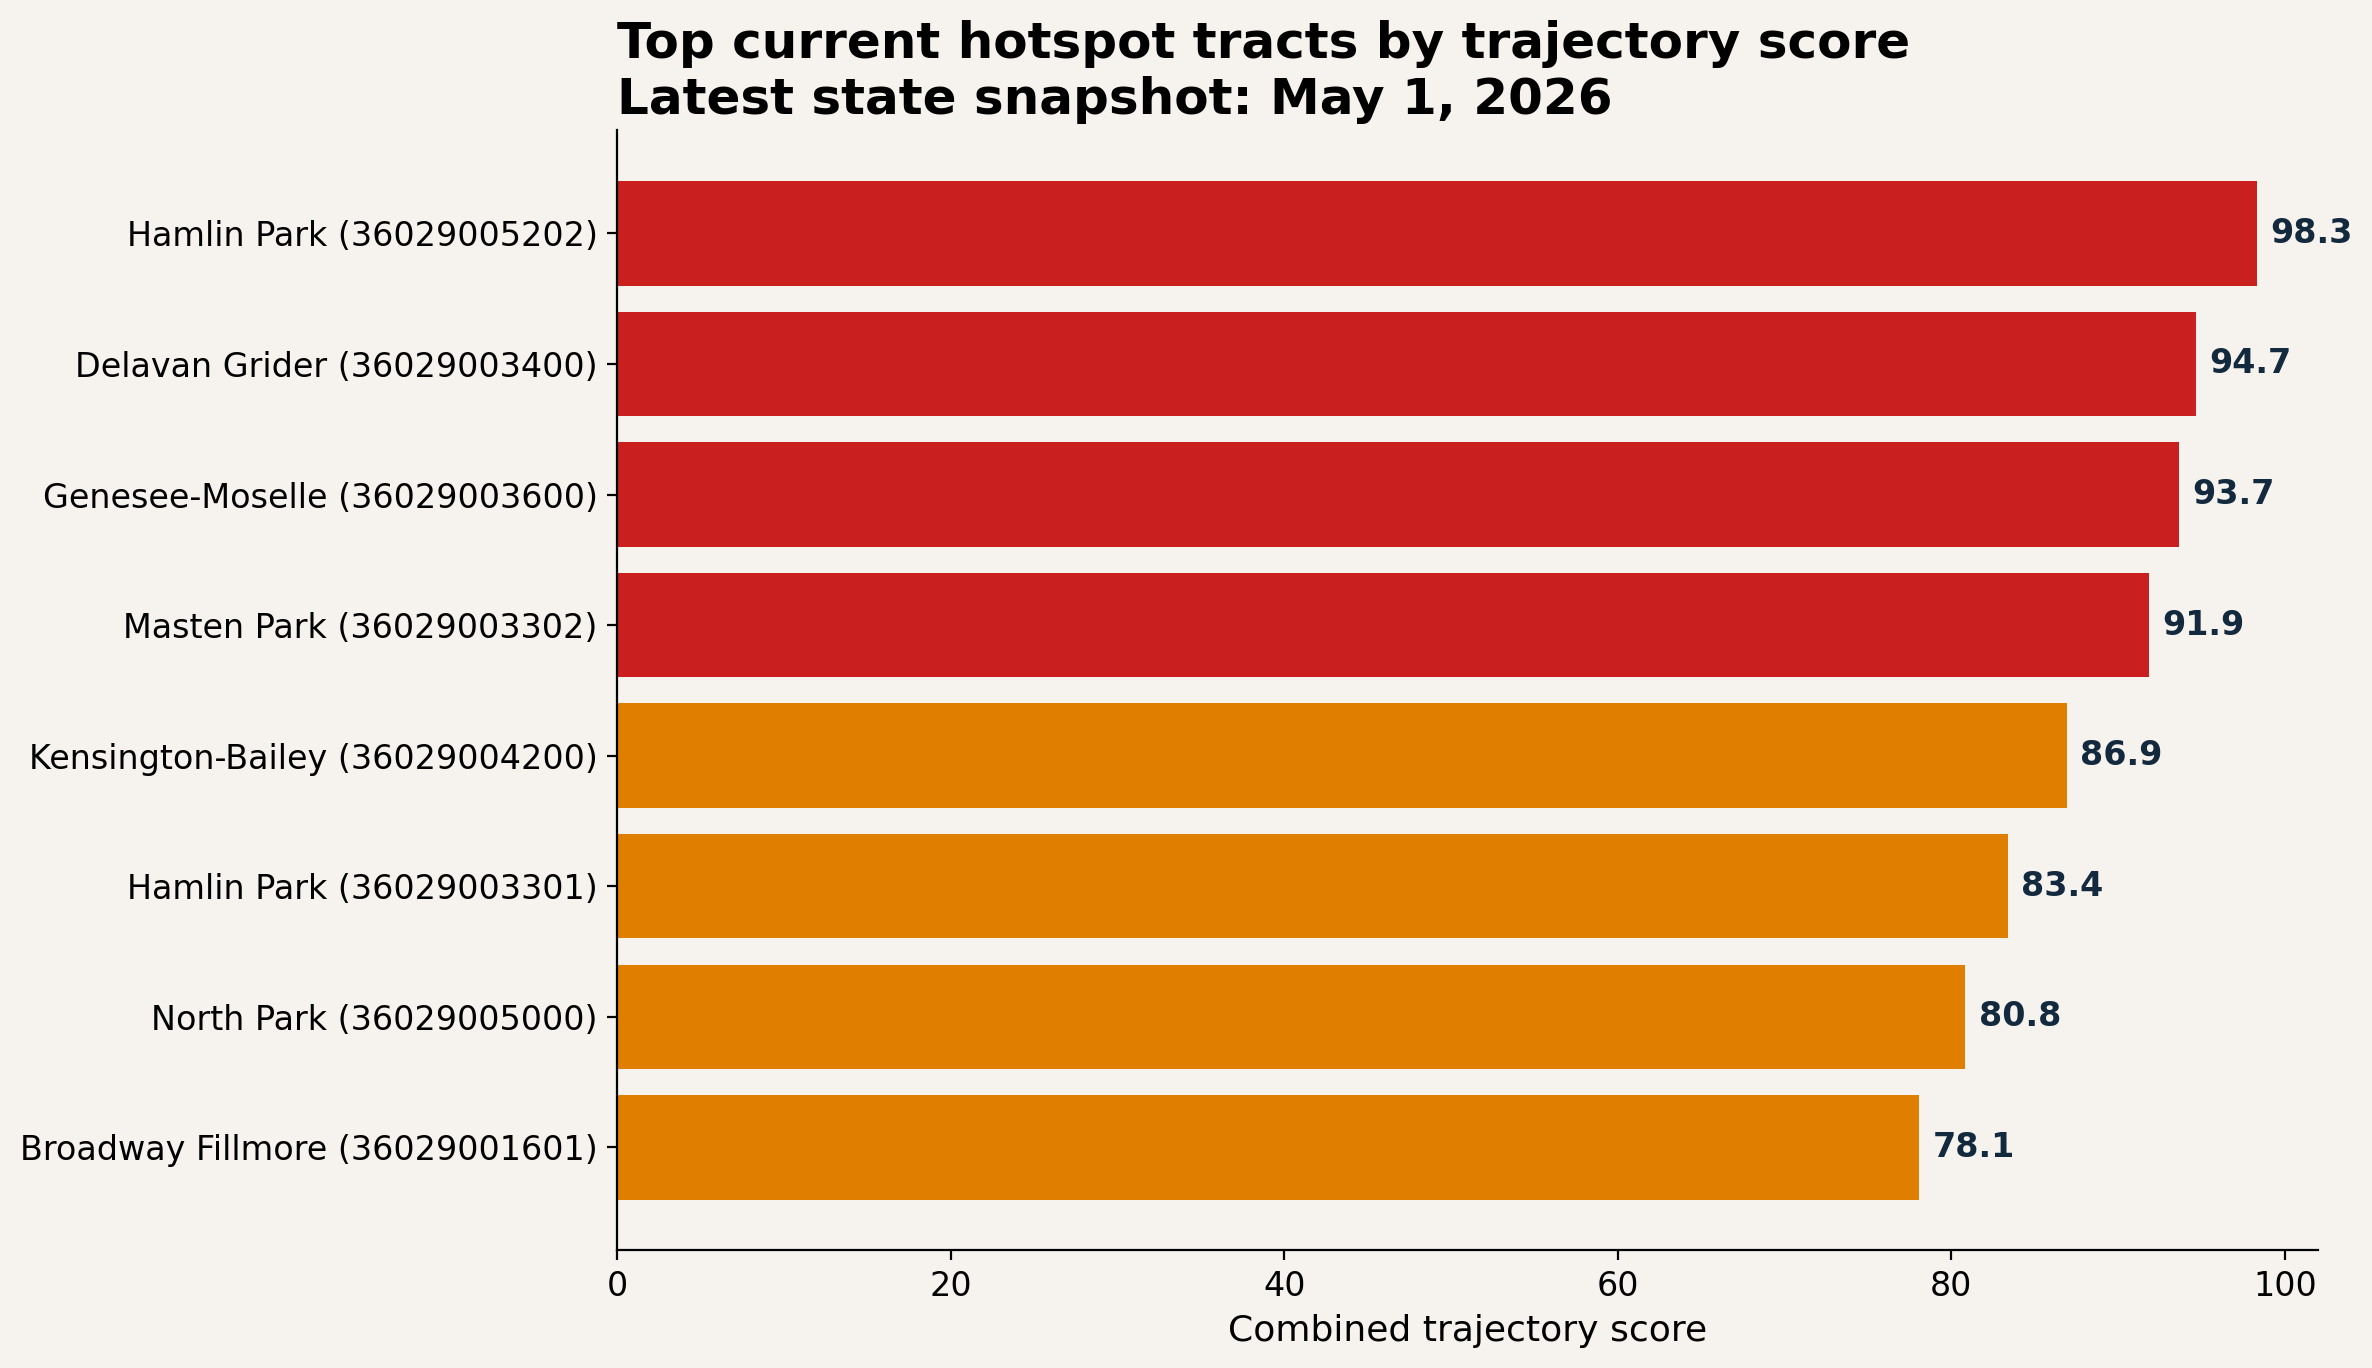 Top current hotspot tracts by trajectory score
Latest state snapshot: May 1, 2026
Hamlin Park (36029005202) 98.3
Delavan Grider (36029003400) 94.7
Genesee-Moselle (36029003600) 93.7
Masten Park (36029003302) 91.9
Kensington-Bailey (36029004200) 86.9
Hamlin Park (36029003301) 83.4
North Park (36029005000) 80.8
Broadway Fillmore (36029001601) 78.1
0 20 40 60 80 100
Combined trajectory score